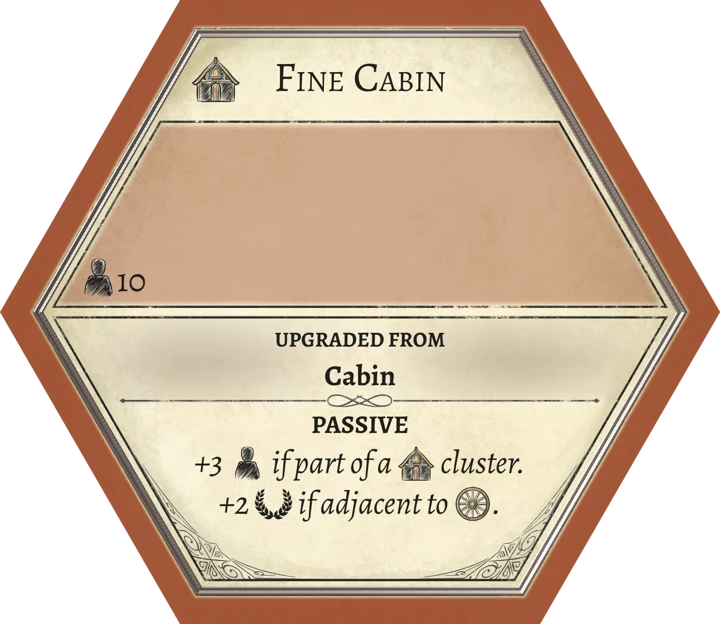 Fine Cabin
10
UPGRADED FROM
Cabin
PASSIVE
+3 if part of a cluster.
+2 if adjacent to .